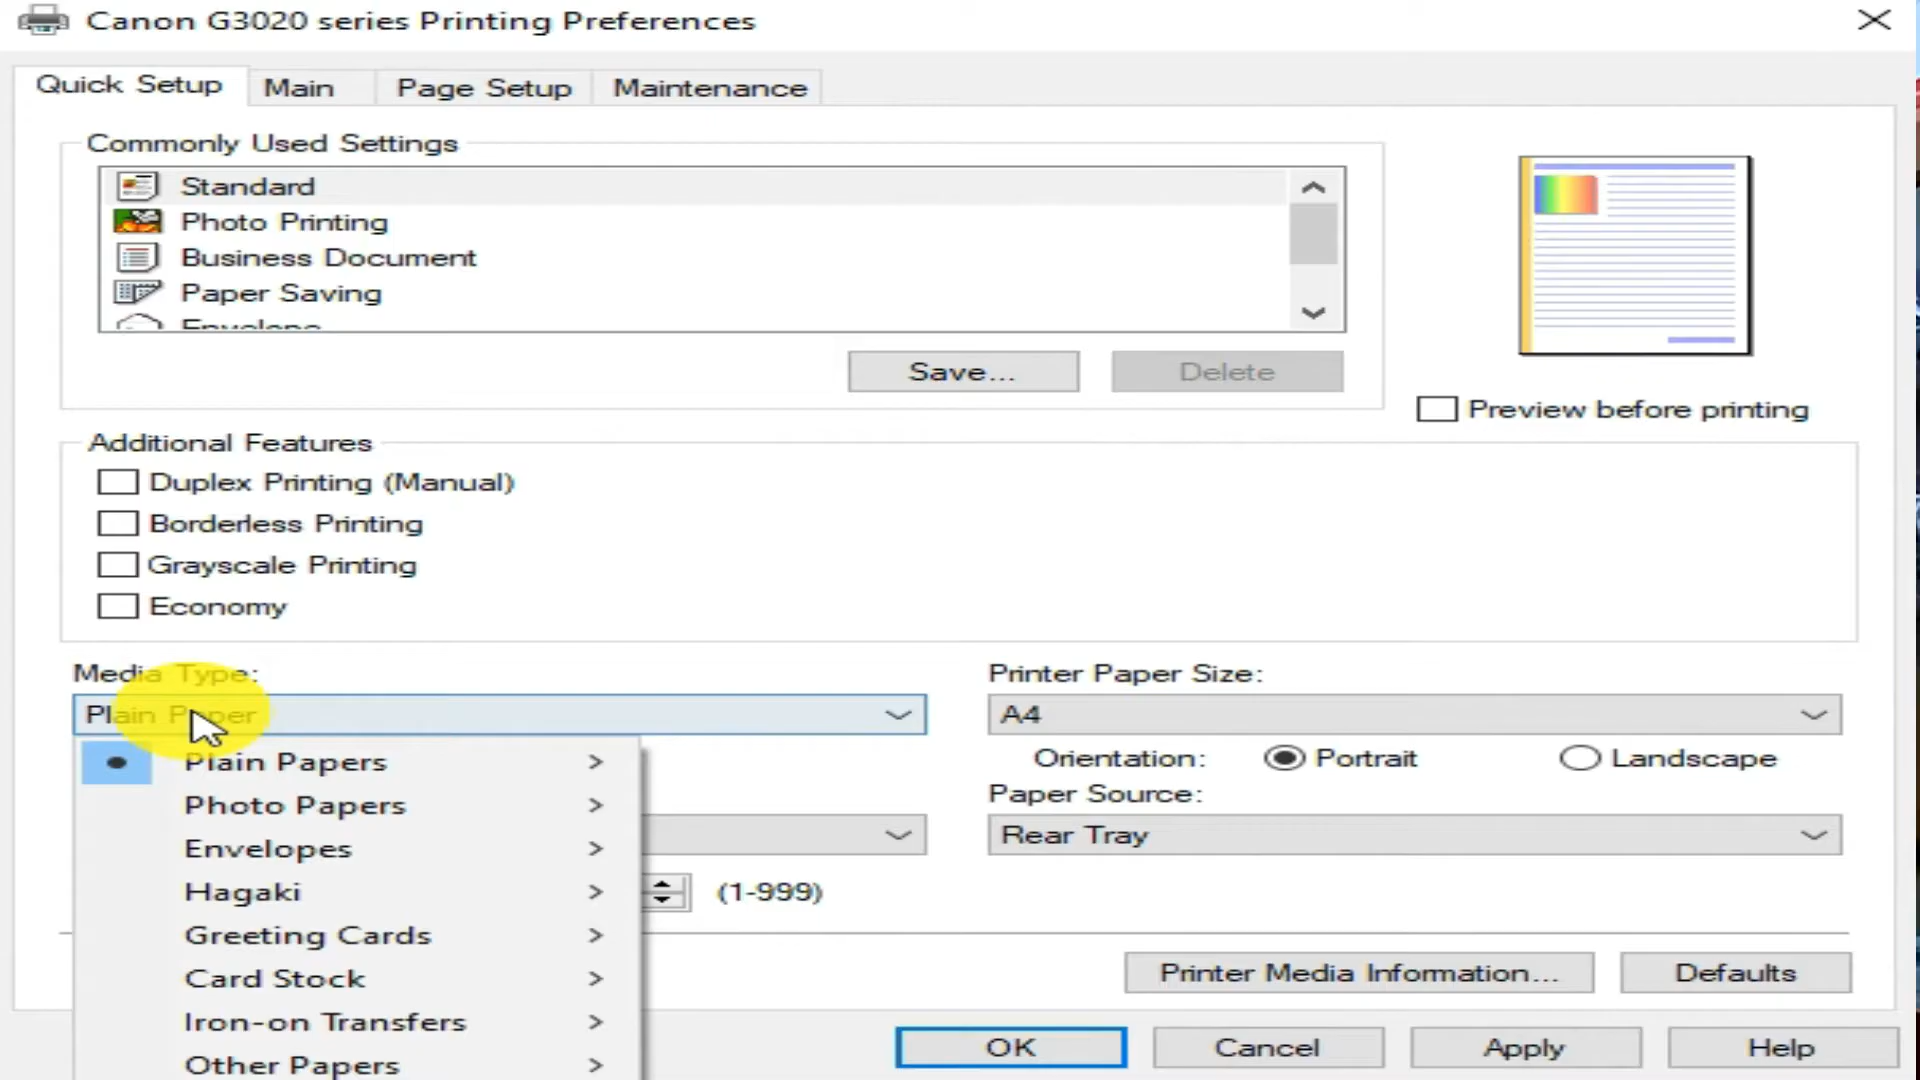 Canon G3020 series Printing Preferences
Quick Setup
Main
Page Setup
Maintenance
Commonly Used Settings
Standard
Photo Printing
Business Document
Paper Saving
Envelope
Save...
Delete
Preview before printing
Additional Features
Duplex Printing (Manual)
Borderless Printing
Grayscale Printing
Economy
Media Type:
Plain Paper
Plain Papers
Photo Papers
Envelopes
Hagaki
Greeting Cards
Card Stock
Iron-on Transfers
Other Papers
Printer Paper Size:
A4
Orientation:
Portrait
Landscape
Paper Source:
Rear Tray
(1-999)
Printer Media Information...
Defaults
OK
Cancel
Apply
Help